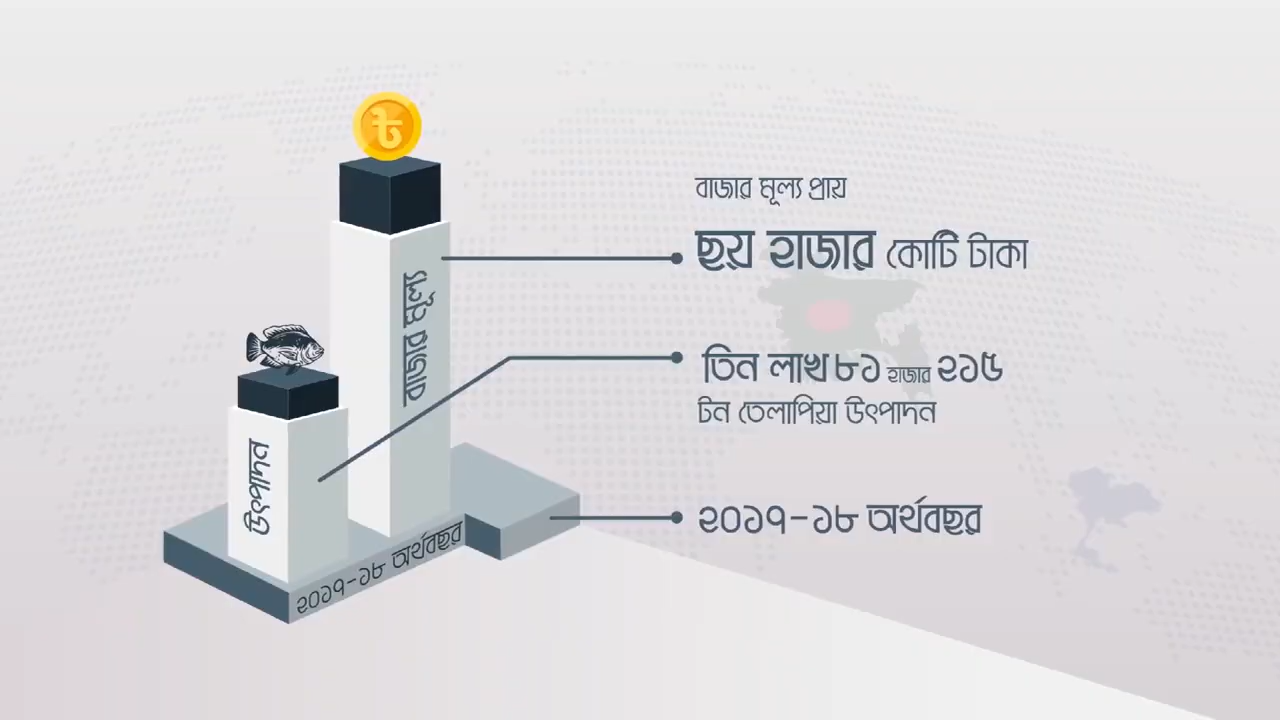 ৳
বাজার মূল্য প্রায়
ছয় হাজার কোটি টাকা
বাজার মূল্য
তিন লাখ ৮১ হাজার ২১৫
টন তেলাপিয়া উৎপাদন
উৎপাদন
২০১৭-১৮ অর্থবছর
২০১৭-১৮ অর্থবছর